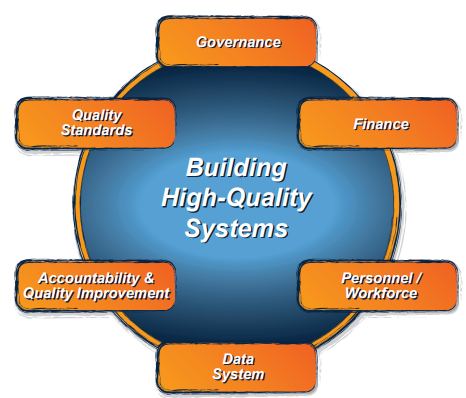 Governance
Quality
Standards
Finance
Building
High-Quality
Systems
Accountability &
Quality Improvement
Personnel /
Workforce
Data
System